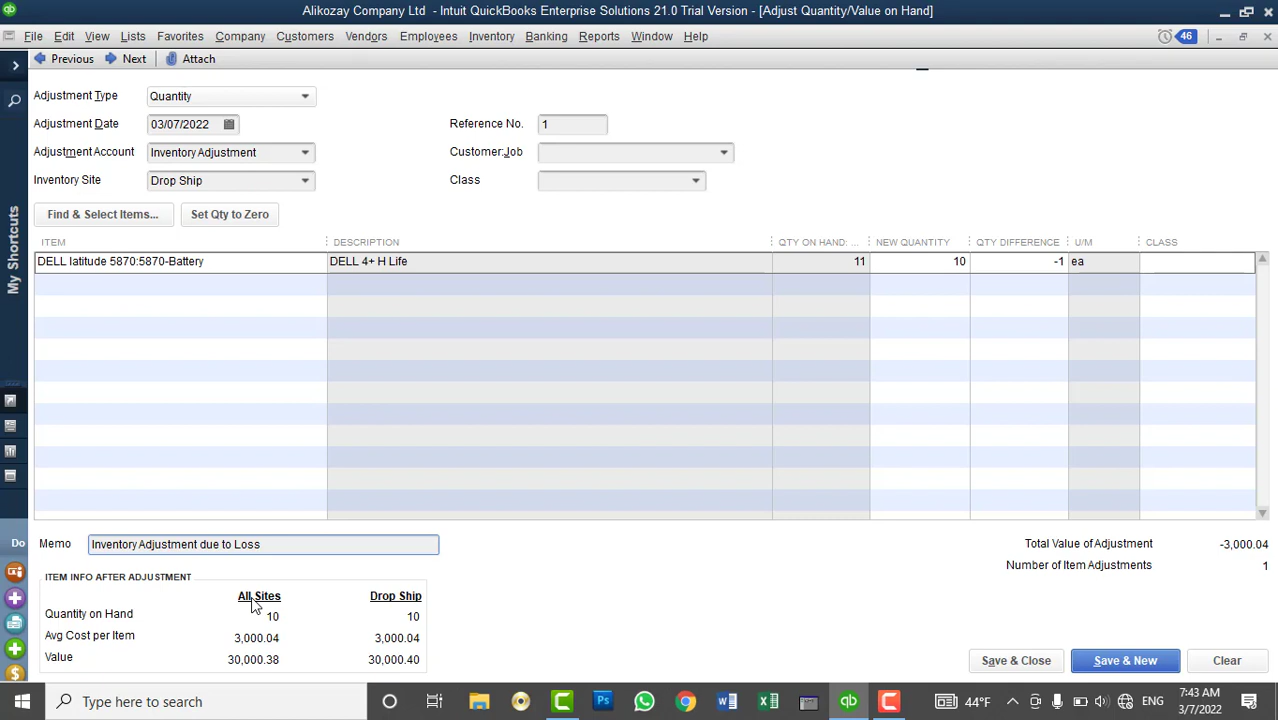 Alikozay Company Ltd - Intuit QuickBooks Enterprise Solutions 21.0 Trial Version - [Adjust Quantity/Value on Hand]
File Edit View Lists Favorites Company Customers Vendors Employees Inventory Banking Reports Window Help 46
Previous Next Attach
Adjustment Type Quantity
Adjustment Date 03/07/2022 Reference No. 1
Adjustment Account Inventory Adjustment Customer:Job
Inventory Site Drop Ship Class
Find & Select Items... Set Qty to Zero
ITEM DESCRIPTION QTY ON HAND: ... NEW QUANTITY QTY DIFFERENCE U/M CLASS
DELL latitude 5870:5870-Battery DELL 4+ H Life 11 10 -1 ea
My Shortcuts
Do
Memo Inventory Adjustment due to Loss Total Value of Adjustment -3,000.04
Number of Item Adjustments 1
ITEM INFO AFTER ADJUSTMENT
All Sites Drop Ship
Quantity on Hand 10 10
Avg Cost per Item 3,000.04 3,000.04
Value 30,000.38 30,000.40
Save & Close Save & New Clear
Type here to search 44°F ENG 7:43 AM
3/7/2022